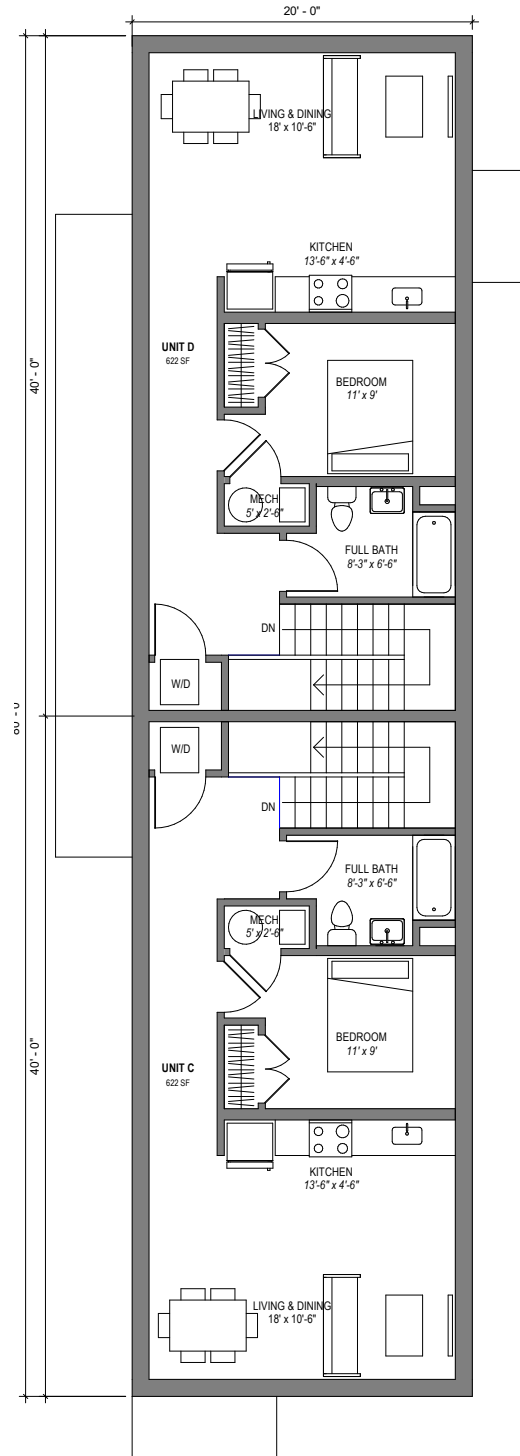 20' - 0"
LIVING & DINING
18' x 10'-6"
KITCHEN
13'-6" x 4'-6"
UNIT D
622 SF
40' - 0"
BEDROOM
11' x 9'
MECH
5' x 2'-6"
FULL BATH
8'-3" x 6'-6"
DN
W/D
80' - 0"
W/D
DN
FULL BATH
8'-3" x 6'-6"
MECH
5' x 2'-6"
BEDROOM
11' x 9'
40' - 0"
UNIT C
622 SF
KITCHEN
13'-6" x 4'-6"
LIVING & DINING
18' x 10'-6"